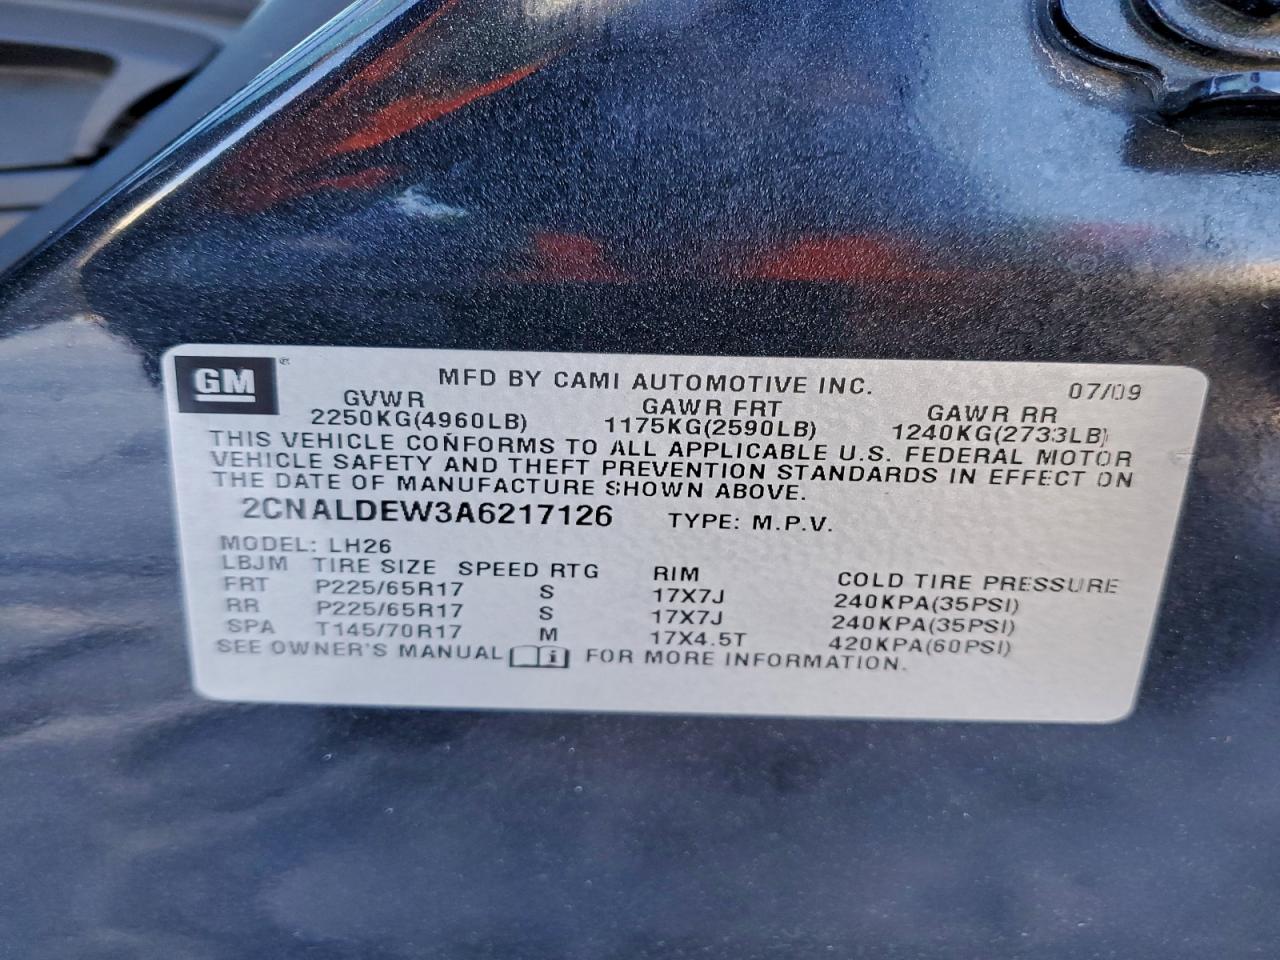 GM
MFD BY CAMI AUTOMOTIVE INC. 07/09
GVWR GAWR FRT GAWR RR
2250KG(4960LB) 1175KG(2590LB) 1240KG(2733LB)
THIS VEHICLE CONFORMS TO ALL APPLICABLE U.S. FEDERAL MOTOR
VEHICLE SAFETY AND THEFT PREVENTION STANDARDS IN EFFECT ON
THE DATE OF MANUFACTURE SHOWN ABOVE.
2CNALDEW3A6217126 TYPE: M.P.V.
MODEL: LH26
LBJM TIRE SIZE SPEED RTG RIM COLD TIRE PRESSURE
FRT P225/65R17 S 17X7J 240KPA(35PSI)
RR P225/65R17 S 17X7J 240KPA(35PSI)
SPA T145/70R17 M 17X4.5T 420KPA(60PSI)
SEE OWNER'S MANUAL i FOR MORE INFORMATION.